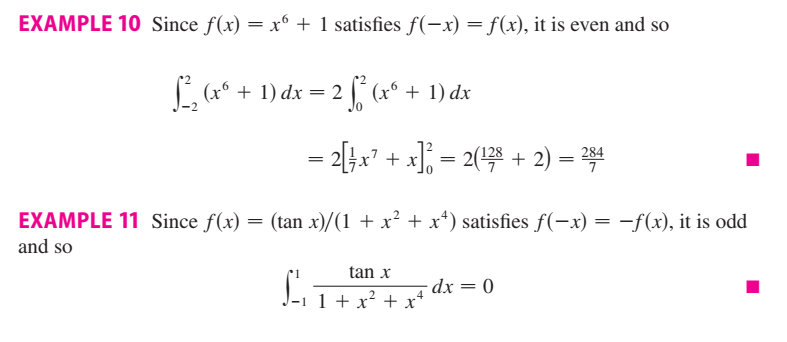 EXAMPLE 10 Since f(x) = x⁶ + 1 satisfies f(−x) = f(x), it is even and so
∫₋₂² (x⁶ + 1) dx = 2 ∫₀² (x⁶ + 1) dx
= 2[1/7 x⁷ + x]₀² = 2(128/7 + 2) = 284/7
EXAMPLE 11 Since f(x) = (tan x)/(1 + x² + x⁴) satisfies f(−x) = −f(x), it is odd
and so
∫₋₁¹ tan x / (1 + x² + x⁴) dx = 0